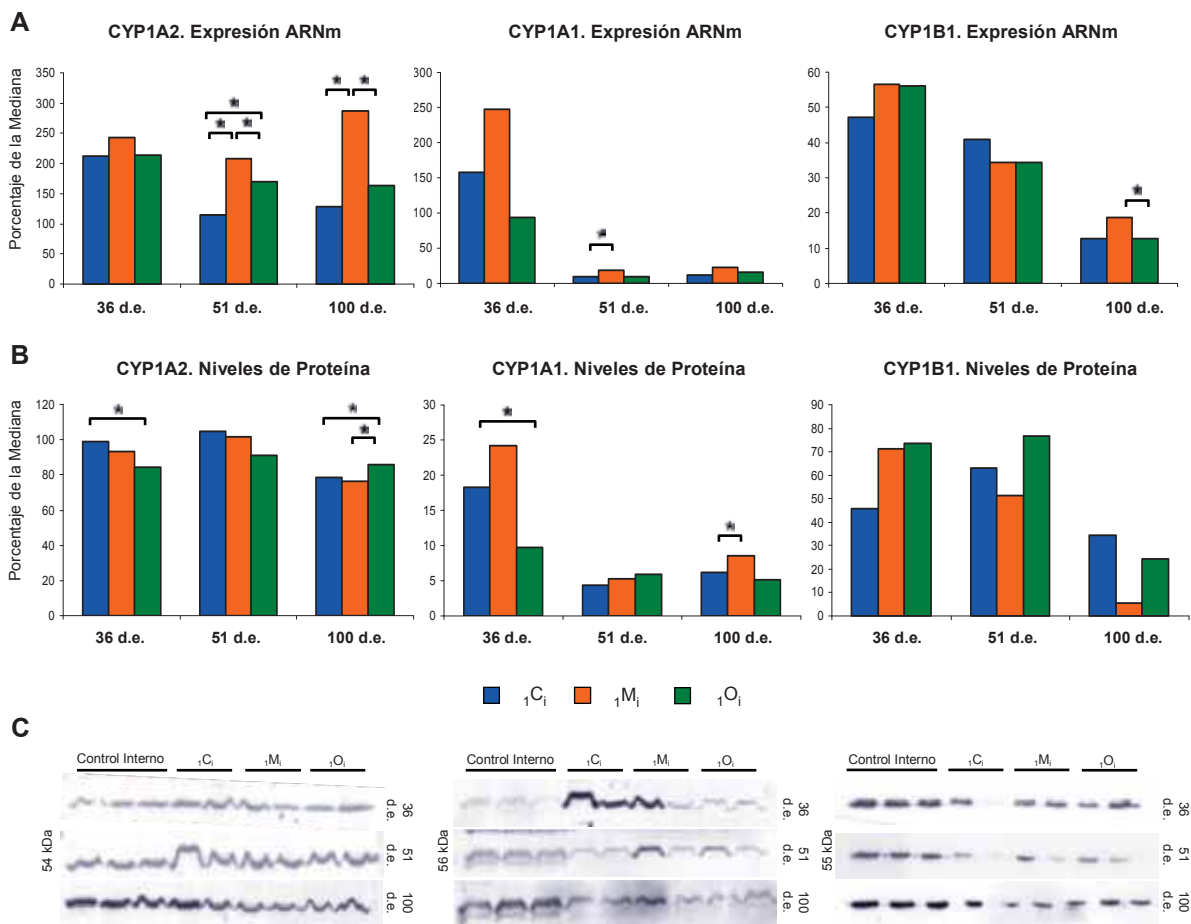 A
CYP1A2. Expresión ARNm
CYP1A1. Expresión ARNm
CYP1B1. Expresión ARNm
Porcentaje de la Mediana
350
300
250
200
150
100
50
0
36 d.e. 51 d.e. 100 d.e.
300
250
200
150
100
50
0
36 d.e. 51 d.e. 100 d.e.
60
50
40
30
20
10
0
36 d.e. 51 d.e. 100 d.e.
B
CYP1A2. Niveles de Proteína
CYP1A1. Niveles de Proteína
CYP1B1. Niveles de Proteína
Porcentaje de la Mediana
120
100
80
60
40
20
0
36 d.e. 51 d.e. 100 d.e.
30
25
20
15
10
5
0
36 d.e. 51 d.e. 100 d.e.
90
80
70
60
50
40
30
20
10
0
36 d.e. 51 d.e. 100 d.e.
₁Cᵢ ₁Mᵢ ₁Oᵢ
C
Control Interno ₁Cᵢ ₁Mᵢ ₁Oᵢ
54 kDa
36 d.e.
51 d.e.
100 d.e.
Control Interno ₁Cᵢ ₁Mᵢ ₁Oᵢ
56 kDa
36 d.e.
51 d.e.
100 d.e.
Control Interno ₁Cᵢ ₁Mᵢ ₁Oᵢ
55 kDa
36 d.e.
51 d.e.
100 d.e.